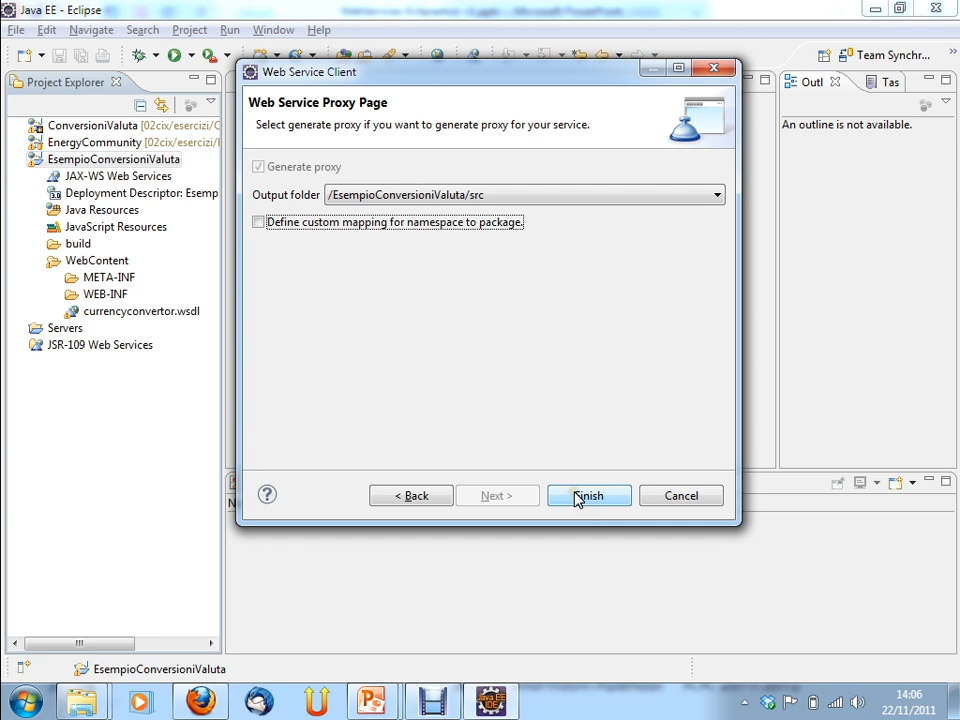 Java EE - Eclipse
File Edit Navigate Search Project Run Window Help
Team Synchr...
Project Explorer
ConversioniValuta [02cix/esercizi/C
EnergyCommunity [02cix/esercizi/
EsempioConversioniValuta
JAX-WS Web Services
Deployment Descriptor: Esemp
Java Resources
JavaScript Resources
build
WebContent
META-INF
WEB-INF
currencyconvertor.wsdl
Servers
JSR-109 Web Services
Web Service Client
Web Service Proxy Page
Select generate proxy if you want to generate proxy for your service.
Generate proxy
Output folder /EsempioConversioniValuta/src
Define custom mapping for namespace to package.
< Back Next > Finish Cancel
Outl Tas
An outline is not available.
EsempioConversioniValuta
Java EE
IDE
14:06
22/11/2011